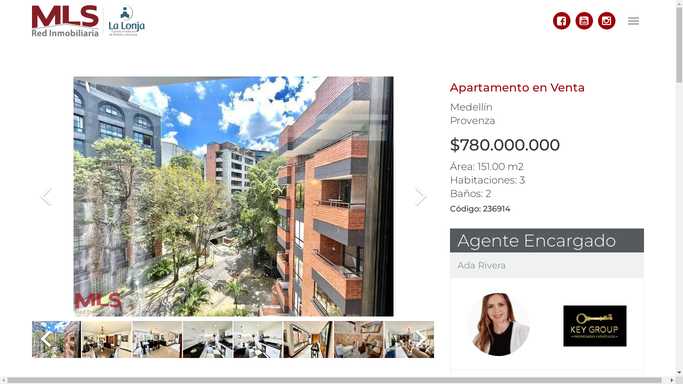 MLS
Red Inmobiliaria
La Lonja
Apartamento en Venta
Medellín
Provenza
$780.000.000
Área: 151.00 m2
Habitaciones: 3
Baños: 2
Código: 236914
Agente Encargado
Ada Rivera
MLS
KEY GROUP